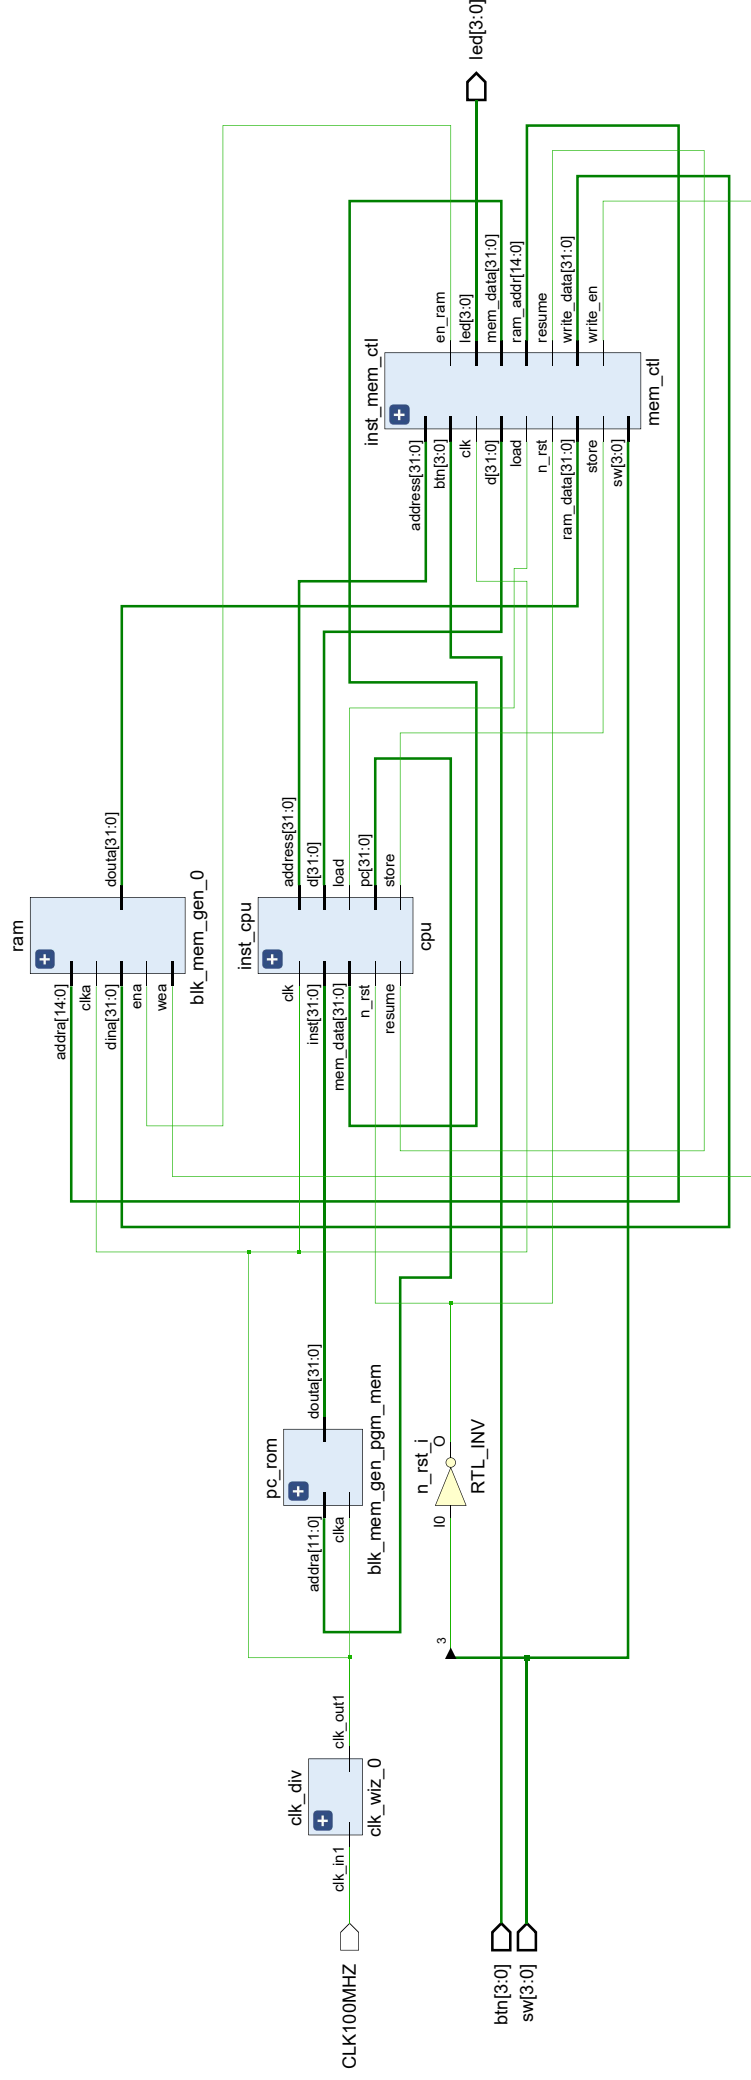 CLK100MHZ
btn[3:0]
sw[3:0]
clk_div
clk_in1
clk_out1
clk_wiz_0
3
n_rst_i
I0
O
RTL_INV
pc_rom
addra[11:0]
clka
douta[31:0]
blk_mem_gen_pgm_mem
ram
addra[14:0]
clka
dina[31:0]
ena
wea
douta[31:0]
blk_mem_gen_0
inst_cpu
clk
inst[31:0]
mem_data[31:0]
n_rst
resume
address[31:0]
d[31:0]
load
pc[31:0]
store
cpu
inst_mem_ctl
address[31:0]
btn[3:0]
clk
d[31:0]
load
n_rst
ram_data[31:0]
store
sw[3:0]
en_ram
led[3:0]
mem_data[31:0]
ram_addr[14:0]
resume
write_data[31:0]
write_en
mem_ctl
led[3:0]